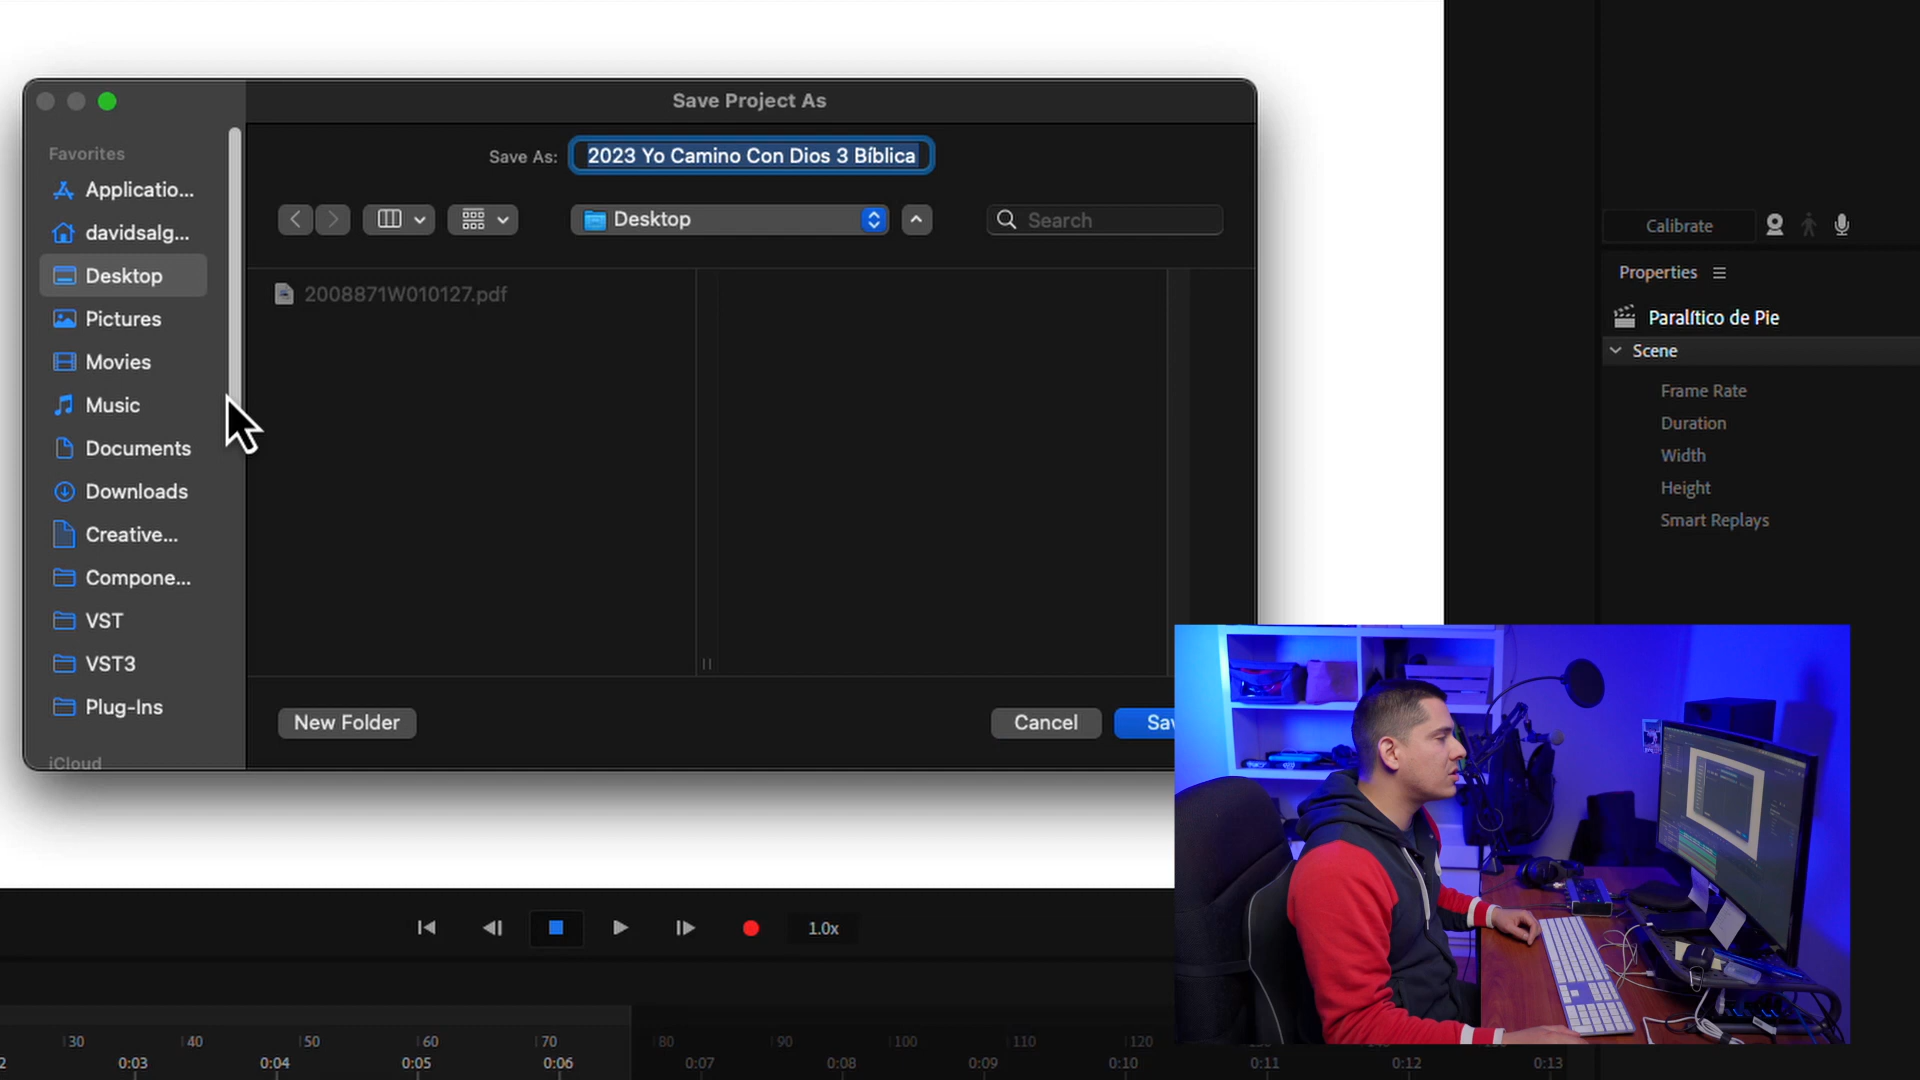 Save Project As
Favorites
Save As: 2023 Yo Camino Con Dios 3 Bíblica
Applicatio...
davidsalg...
Desktop
Search
Desktop
Pictures
2008871W010127.pdf
Movies
Music
Documents
Downloads
Creative...
Compone...
VST
VST3
Plug-Ins
iCloud
New Folder
Cancel
Calibrate
Properties
Paralítico de Pie
Scene
Frame Rate
Duration
Width
Height
Smart Replays
1.0x
30 40 50 60 70 80 90 100 110 120
0:03 0:04 0:05 0:06 0:07 0:08 0:09 0:10 0:11 0:12 0:13